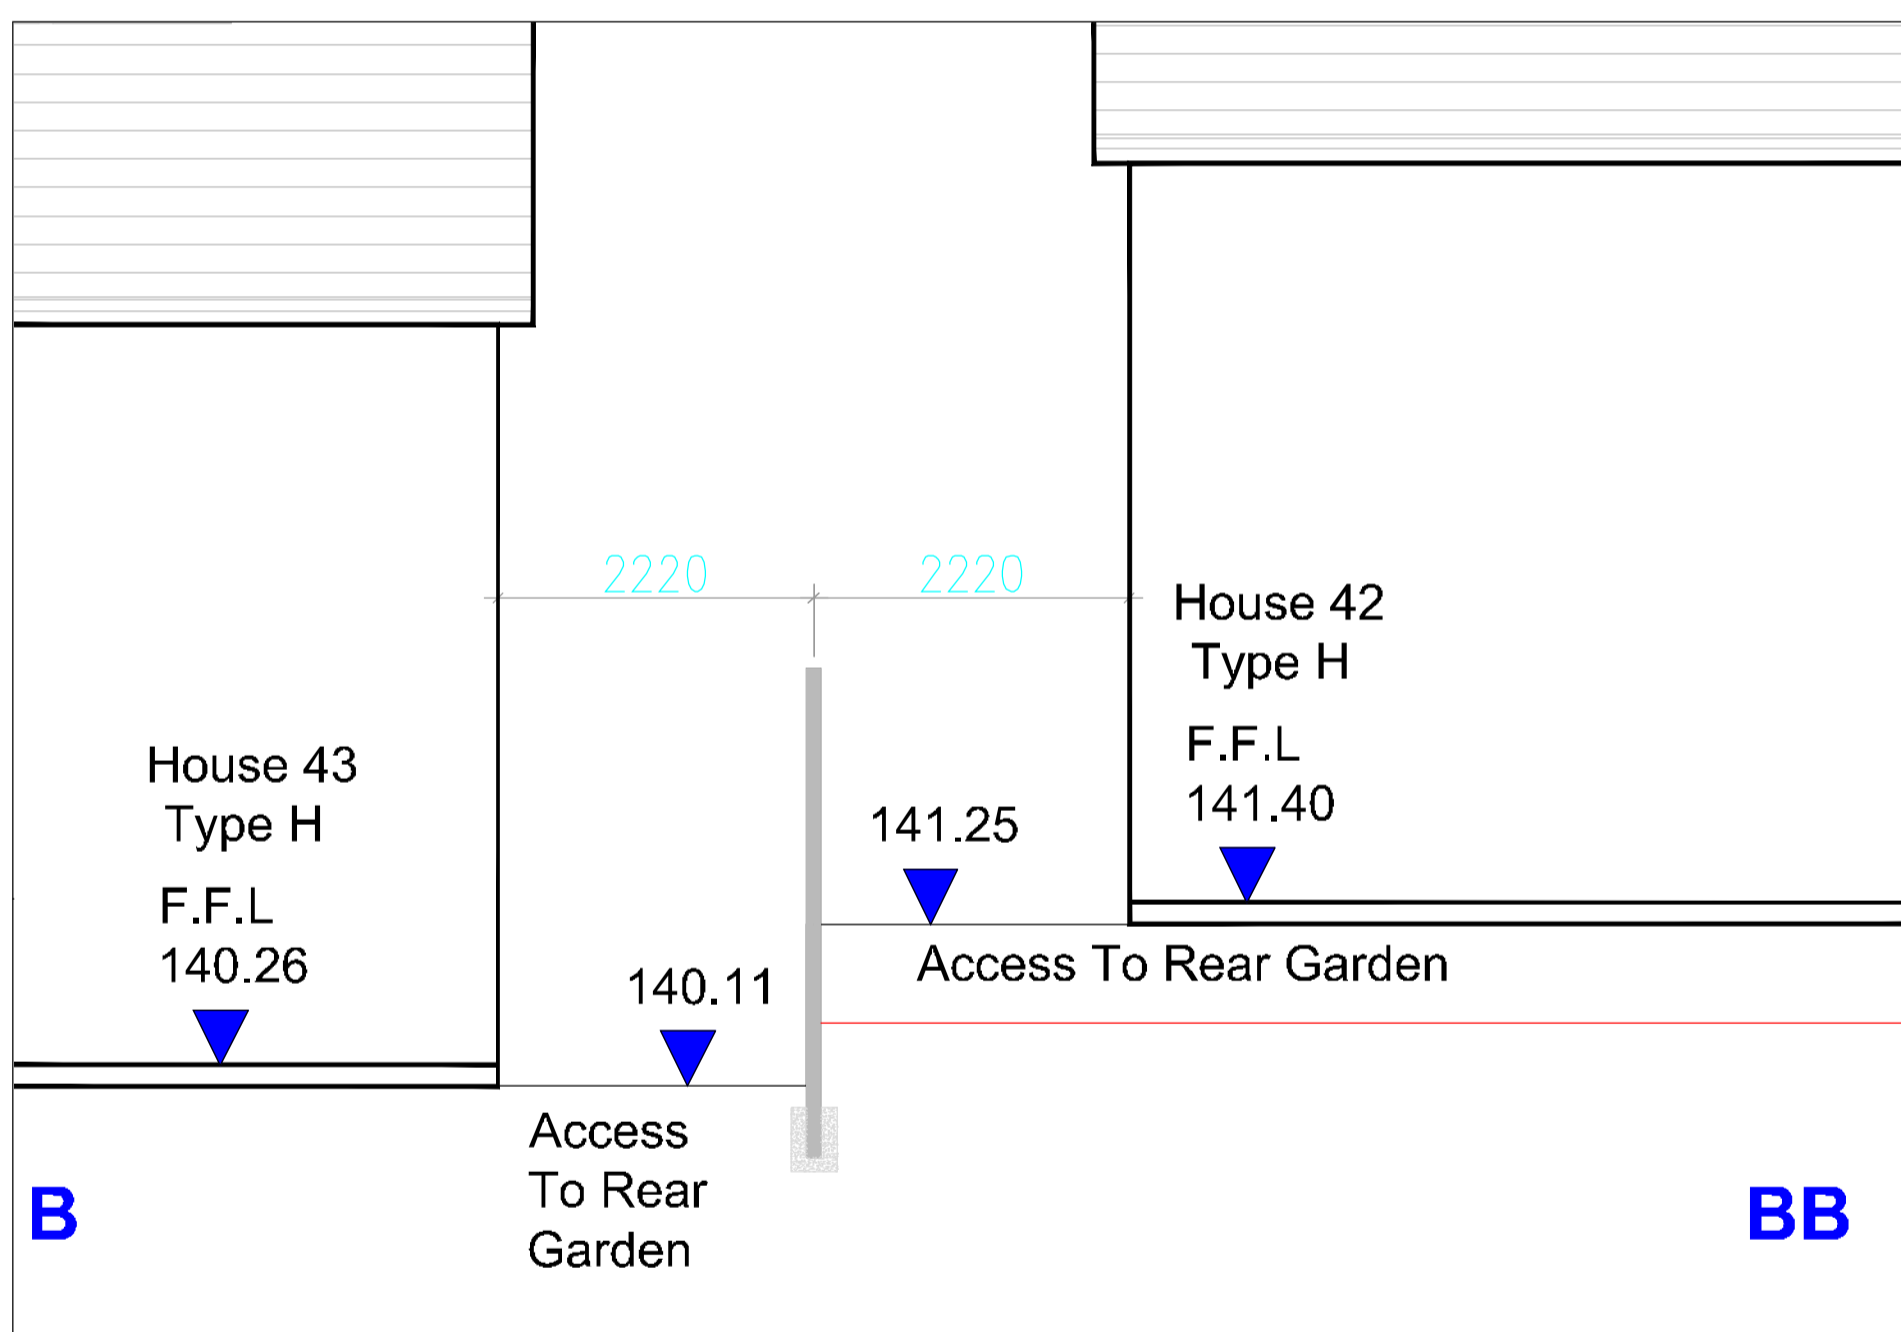 2220
2220
House 42
Type H
F.F.L
141.40
House 43
Type H
F.F.L
140.26
141.25
Access To Rear Garden
140.11
Access
To Rear
Garden
B
BB